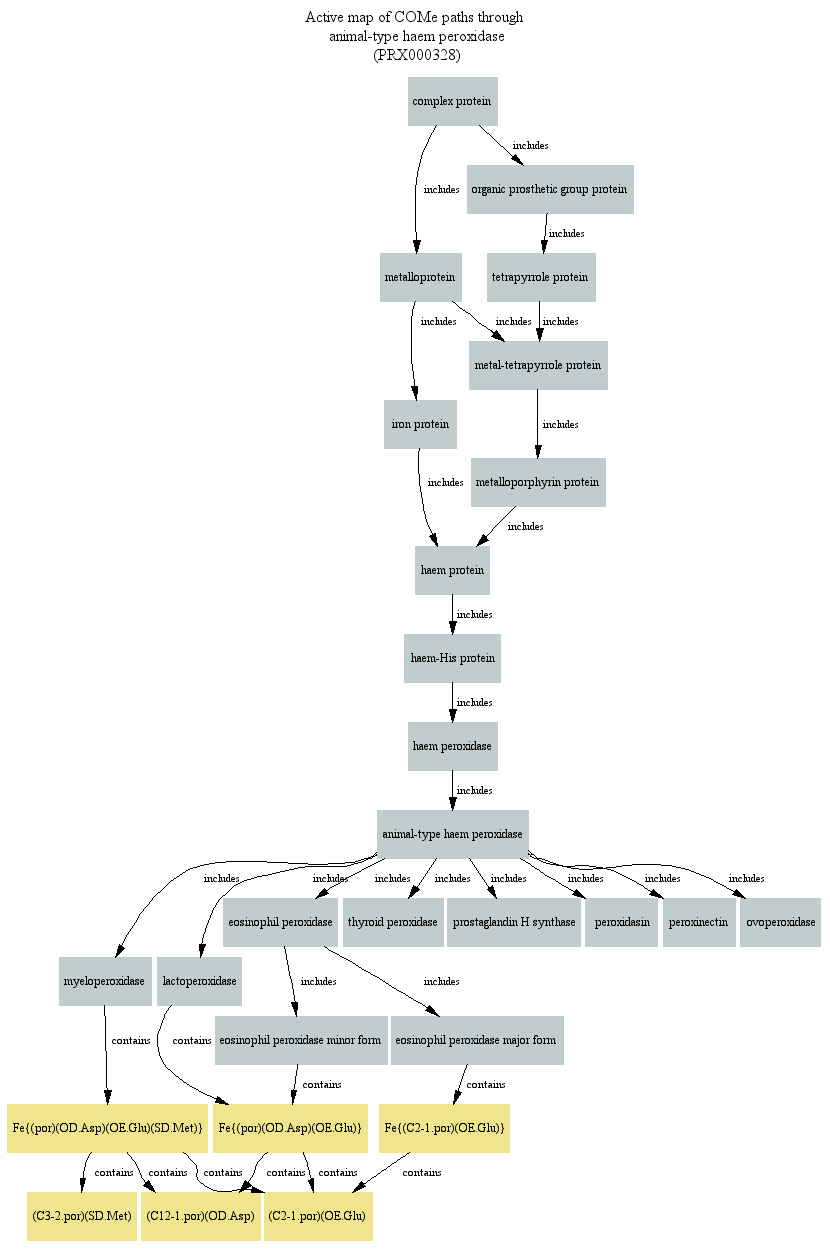 Active map of COMe paths through
animal-type haem peroxidase
(PRX000328)
complex protein
includes
organic prosthetic group protein
includes
includes
metalloprotein
tetrapyrrole protein
includes
includes
includes
metal-tetrapyrrole protein
iron protein
includes
includes
metalloporphyrin protein
includes
haem protein
includes
haem-His protein
includes
haem peroxidase
includes
animal-type haem peroxidase
includes
includes
includes
includes
includes
includes
includes
includes
eosinophil peroxidase
thyroid peroxidase
prostaglandin H synthase
peroxidasin
peroxinectin
ovoperoxidase
myeloperoxidase
lactoperoxidase
includes
includes
contains
contains
eosinophil peroxidase minor form
eosinophil peroxidase major form
contains
contains
Fe{(por)(OD.Asp)(OE.Glu)(SD.Met)}
Fe{(por)(OD.Asp)(OE.Glu)}
Fe{(C2-1.por)(OE.Glu)}
contains
contains
contains
contains
contains
contains
(C3-2.por)(SD.Met)
(C12-1.por)(OD.Asp)
(C2-1.por)(OE.Glu)